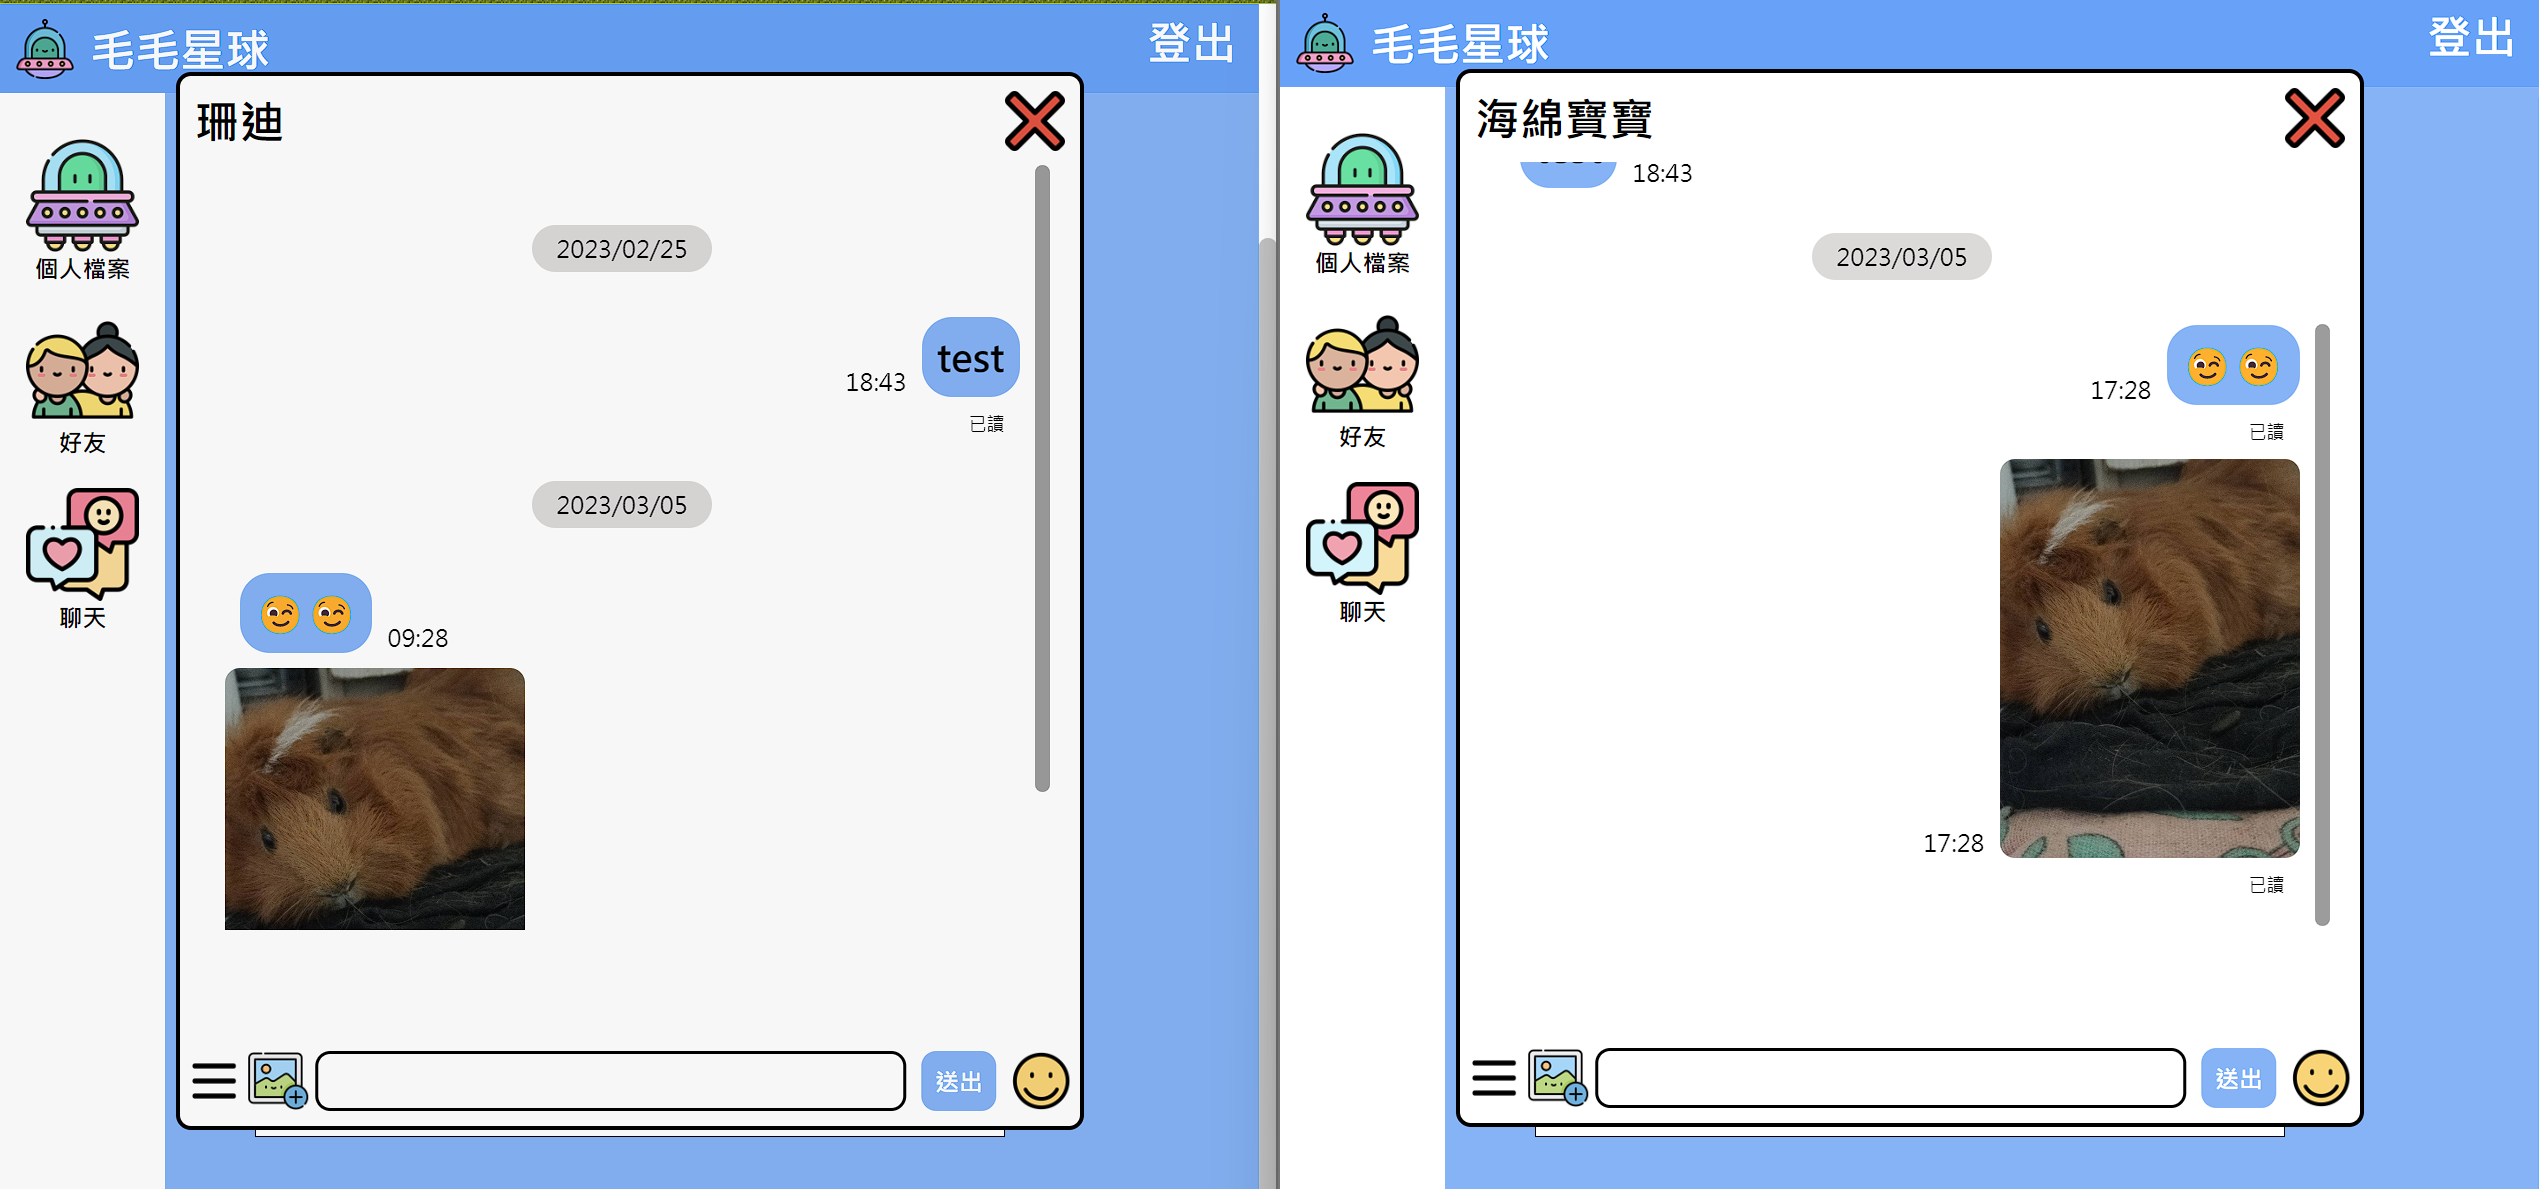 毛毛星球
登出
珊迪
個人檔案
好友
聊天
2023/02/25
test
18:43
已讀
2023/03/05
09:28
送出
毛毛星球
登出
海綿寶寶
個人檔案
好友
聊天
18:43
2023/03/05
17:28
已讀
17:28
已讀
送出